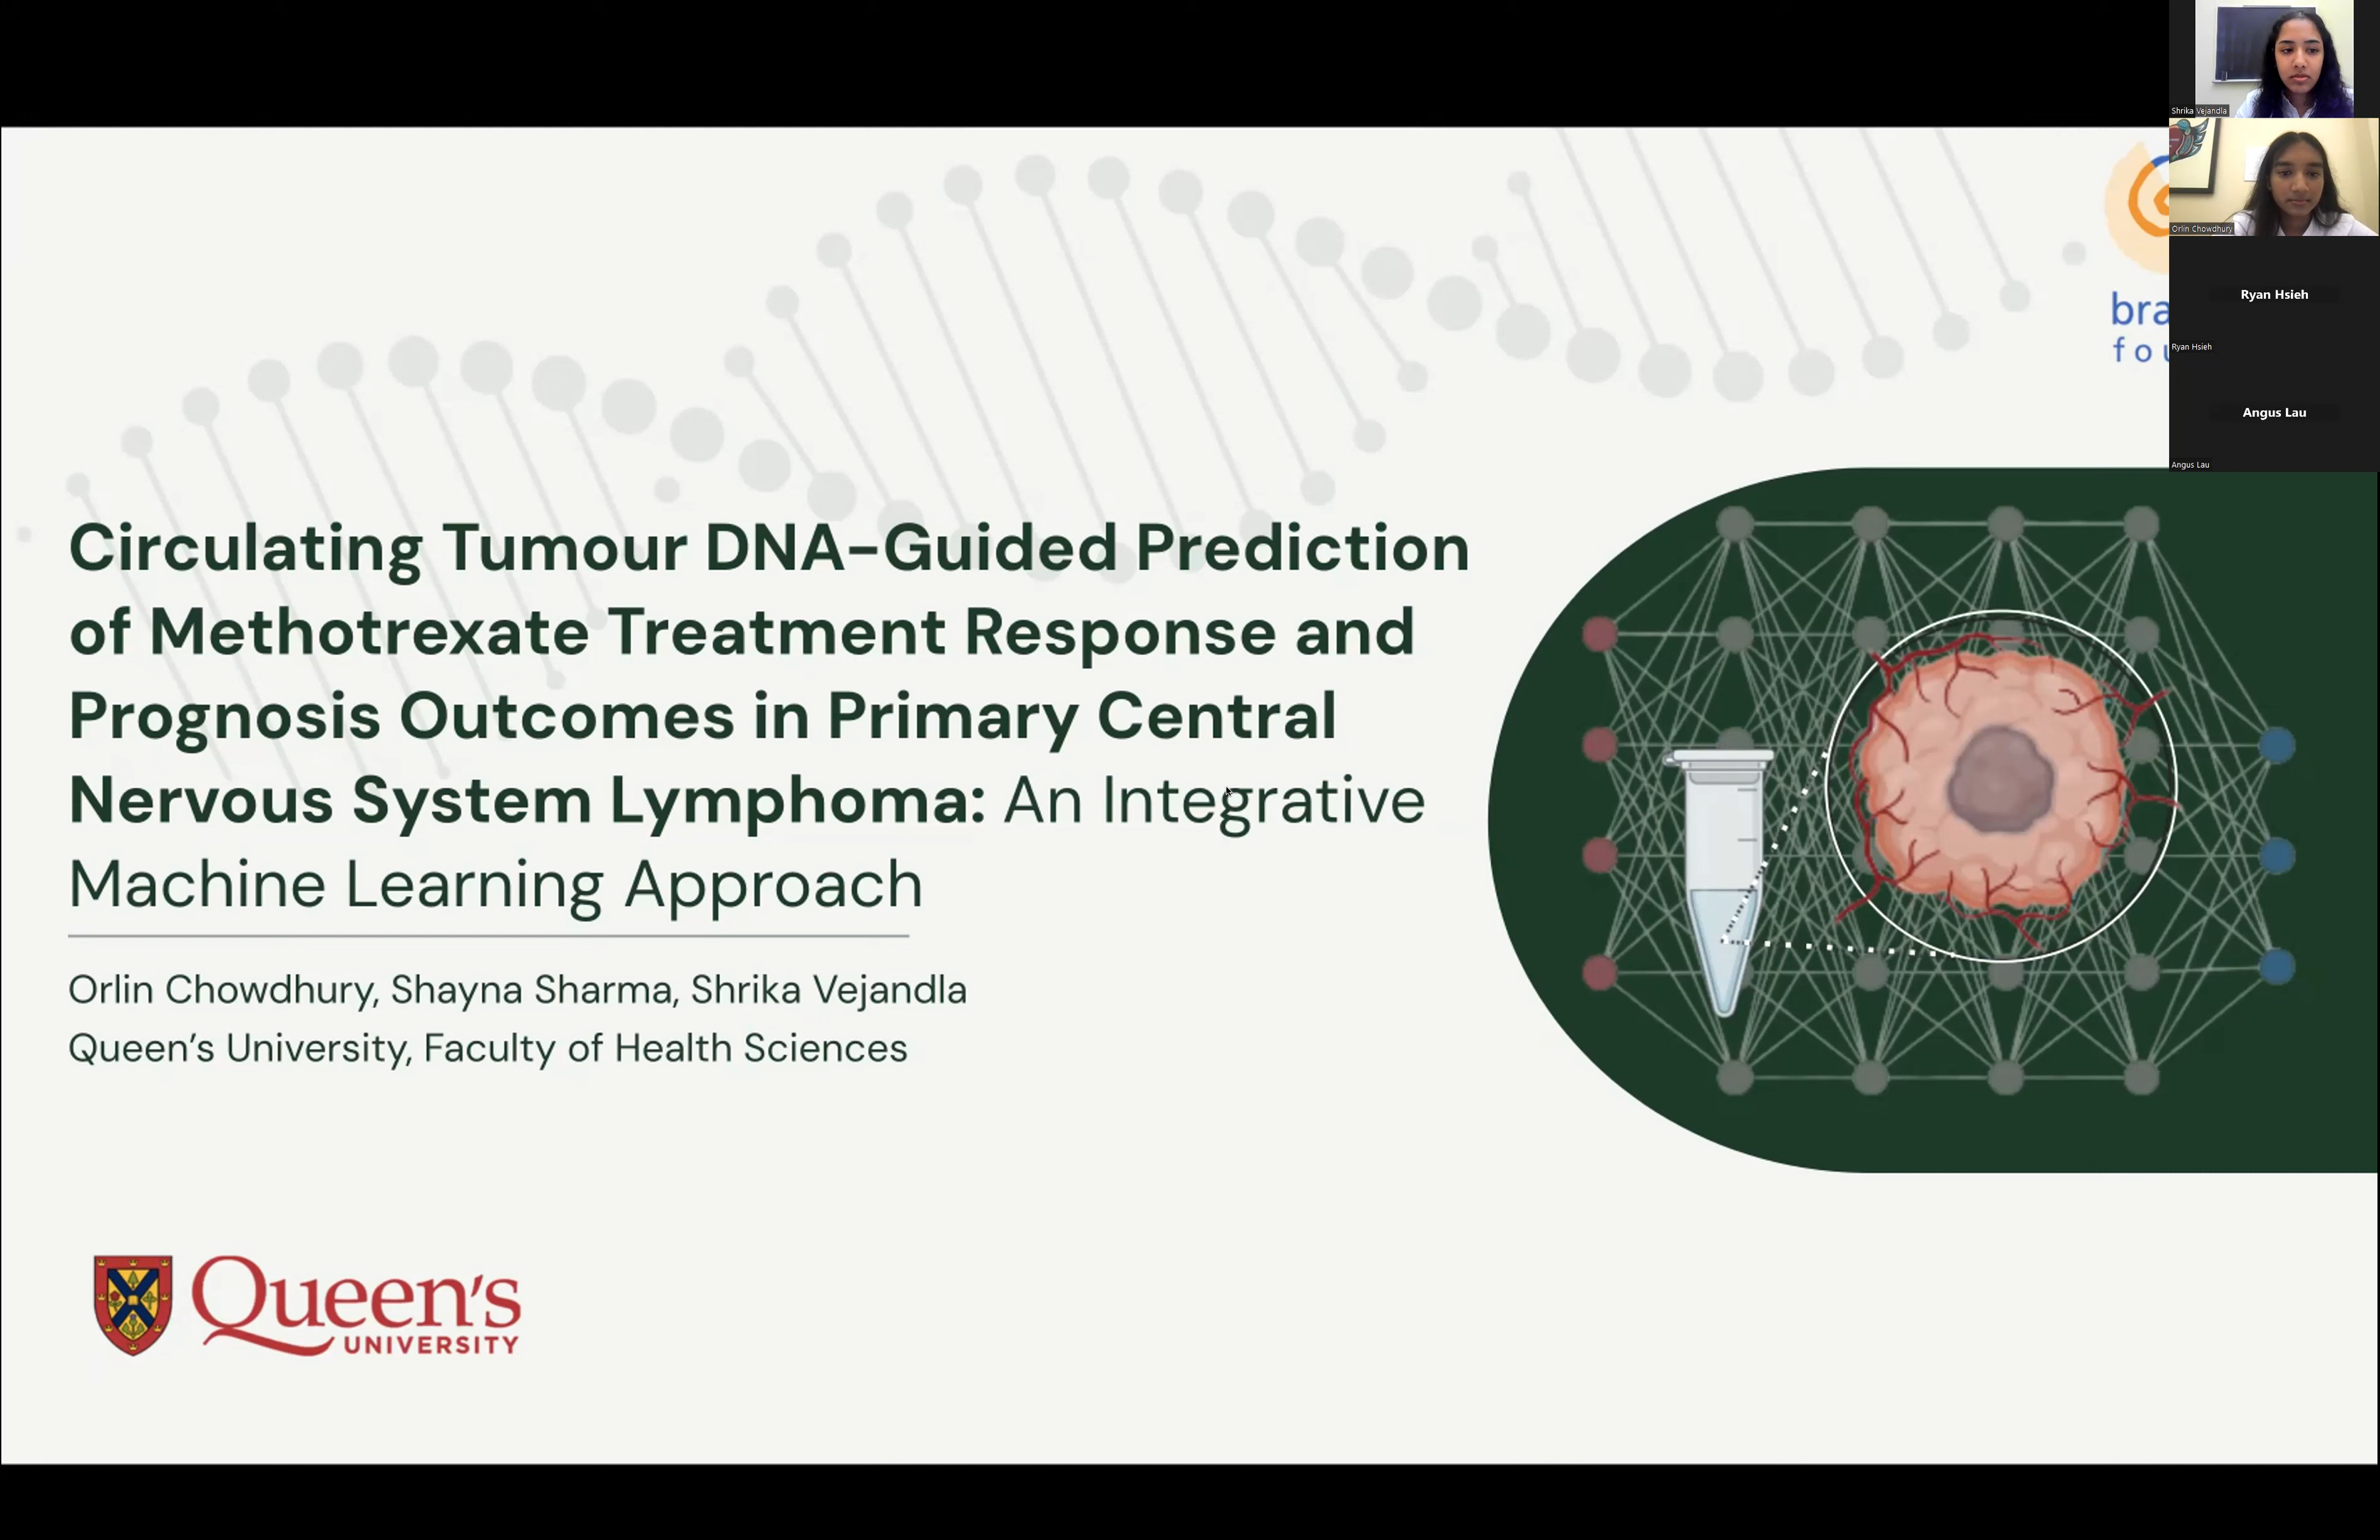 Circulating Tumour DNA-Guided Prediction
of Methotrexate Treatment Response and
Prognosis Outcomes in Primary Central
Nervous System Lymphoma: An Integrative
Machine Learning Approach
Orlin Chowdhury, Shayna Sharma, Shrika Vejandla
Queen's University, Faculty of Health Sciences
Queen's
UNIVERSITY
bra
fou
Shrika Vejandla
Orlin Chowdhury
Ryan Hsieh
Ryan Hsieh
Angus Lau
Angus Lau